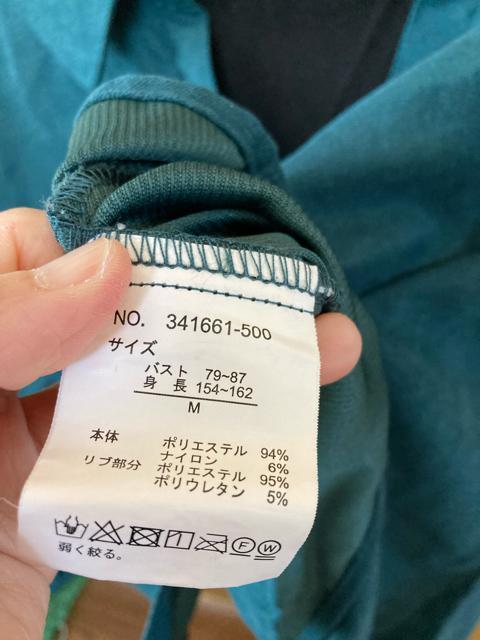 NO. 341661-500
サイズ
バスト 79~87
身 長 154~162
M
本体 ポリエステル 94%
ナイロン 6%
リブ部分 ポリエステル 95%
ポリウレタン 5%
F W
弱く絞る。